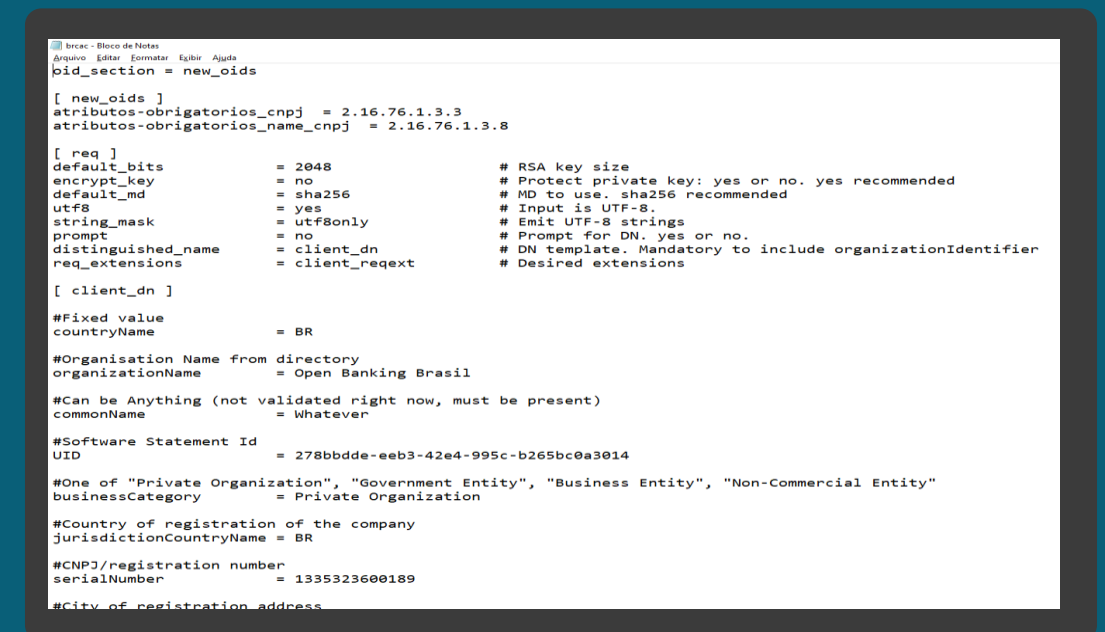 brcac - Bloco de Notas
Arquivo Editar Formatar Exibir Ajuda
oid_section = new_oids
[ new_oids ]
atributos-obrigatorios_cnpj = 2.16.76.1.3.3
atributos-obrigatorios_name_cnpj = 2.16.76.1.3.8
[ req ]
default_bits = 2048 # RSA key size
encrypt_key = no # Protect private key: yes or no. yes recommended
default_md = sha256 # MD to use. sha256 recommended
utf8 = yes # Input is UTF-8.
string_mask = utf8only # Emit UTF-8 strings
prompt = no # Prompt for DN. yes or no.
distinguished_name = client_dn # DN template. Mandatory to include organizationIdentifier
req_extensions = client_reqext # Desired extensions
[ client_dn ]
#Fixed value
countryName = BR
#Organisation Name from directory
organizationName = Open Banking Brasil
#Can be Anything (not validated right now, must be present)
commonName = Whatever
#Software Statement Id
UID = 278bbdde-eeb3-42e4-995c-b265bc0a3014
#One of "Private Organization", "Government Entity", "Business Entity", "Non-Commercial Entity"
businessCategory = Private Organization
#Country of registration of the company
jurisdictionCountryName = BR
#CNPJ/registration number
serialNumber = 1335323600189
#City of registration address